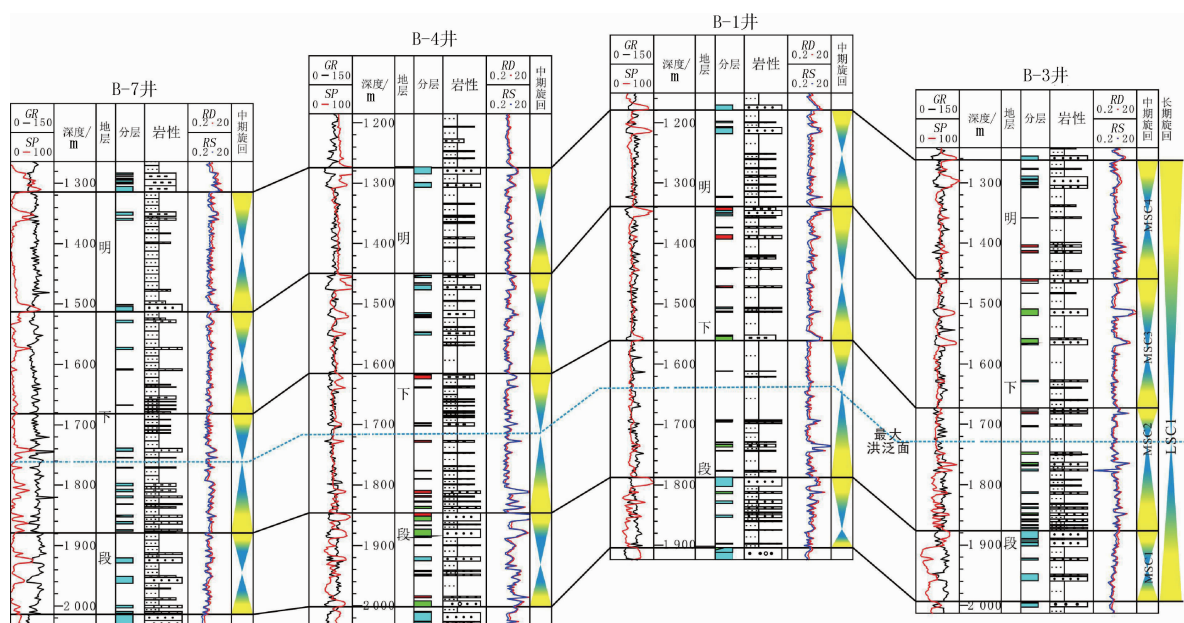 B-7井
GR
0-150
SP
0-100
深度/
m
地
层
分层
岩性
RD
0.2-20
RS
0.2-20
中
期
旋
回
1 300
1 400
1 500
1 600
1 700
1 800
1 900
2 000
明
下
段
B-4井
GR
0-150
SP
0-100
深度/
m
地
层
分层
岩性
RD
0.2·20
RS
0.2·20
中
期
旋
回
1 200
1 300
1 400
1 500
1 600
1 700
1 800
1 900
2 000
明
下
段
B-1井
GR
0-150
SP
0-100
深度/
m
地
层
分层
岩性
RD
0.2·20
RS
0.2·20
中
期
旋
回
1 200
1 300
1 400
1 500
1 600
1 700
1 800
1 900
明
下
段
最大
洪泛面
B-3井
GR
0-150
SP
0-100
深度/
m
地
层
分层
岩性
RD
0.2·20
RS
0.2·20
中
期
旋
回
长
期
旋
回
1 300
1 400
1 500
1 600
1 700
1 800
1 900
2 000
明
下
段
MSC2
MSC1
LSC1